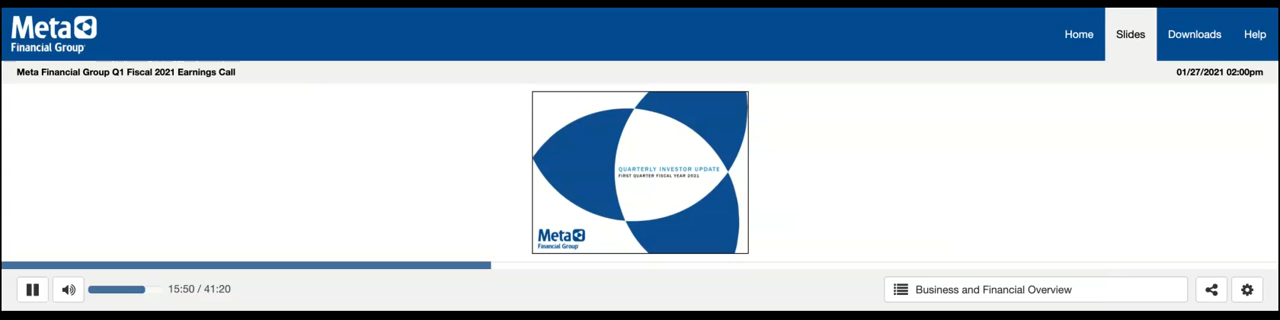 Meta
Financial Group
Home
Slides
Downloads
Help
Meta Financial Group Q1 Fiscal 2021 Earnings Call
01/27/2021 02:00pm
QUARTERLY INVESTOR UPDATE
FIRST QUARTER FISCAL YEAR 2021
Meta
Financial Group
15:50 / 41:20
Business and Financial Overview